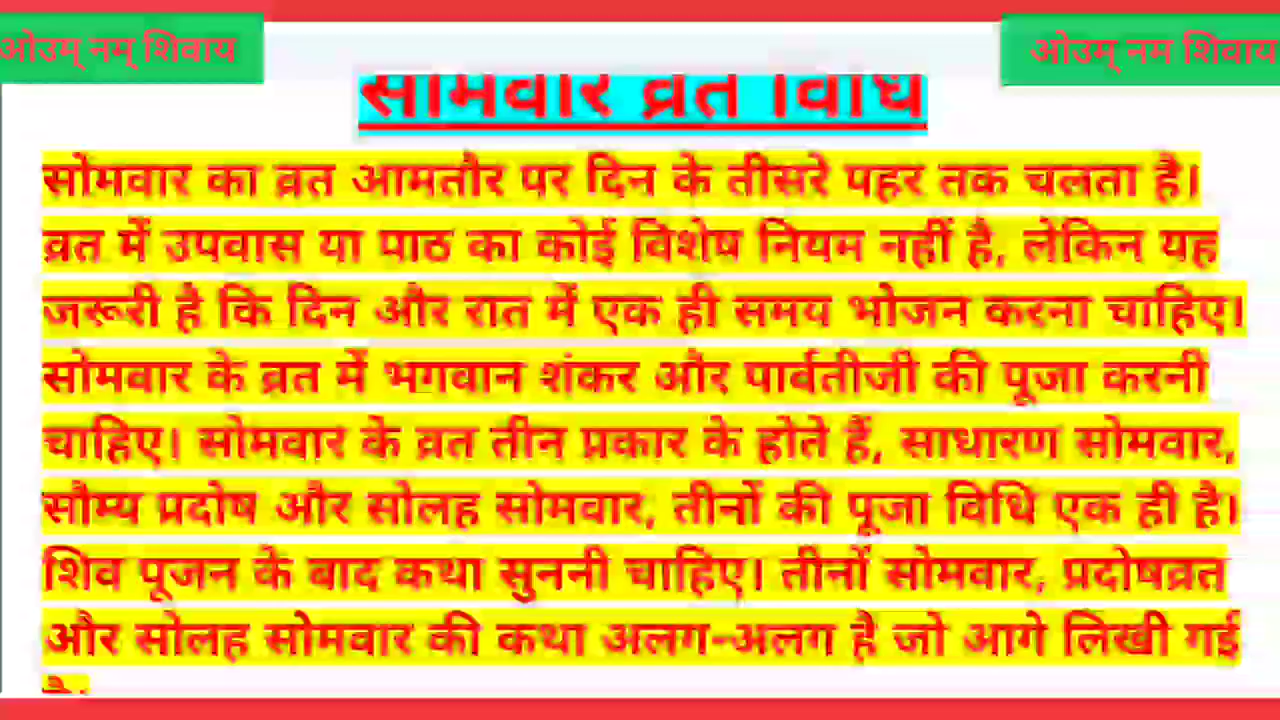 ओउम् नम् शिवाय
ओउम् नम शिवाय
सोमवार व्रत विधि
सोमवार का व्रत आमतौर पर दिन के तीसरे पहर तक चलता है।
व्रत में उपवास या पाठ का कोई विशेष नियम नहीं है, लेकिन यह
जरूरी है कि दिन और रात में एक ही समय भोजन करना चाहिए।
सोमवार के व्रत में भगवान शंकर और पार्वतीजी की पूजा करनी
चाहिए। सोमवार के व्रत तीन प्रकार के होते हैं, साधारण सोमवार,
सौम्य प्रदोष और सोलह सोमवार, तीनों की पूजा विधि एक ही है।
शिव पूजन के बाद कथा सुननी चाहिए। तीनों सोमवार, प्रदोषव्रत
और सोलह सोमवार की कथा अलग-अलग है जो आगे लिखी गई
है।